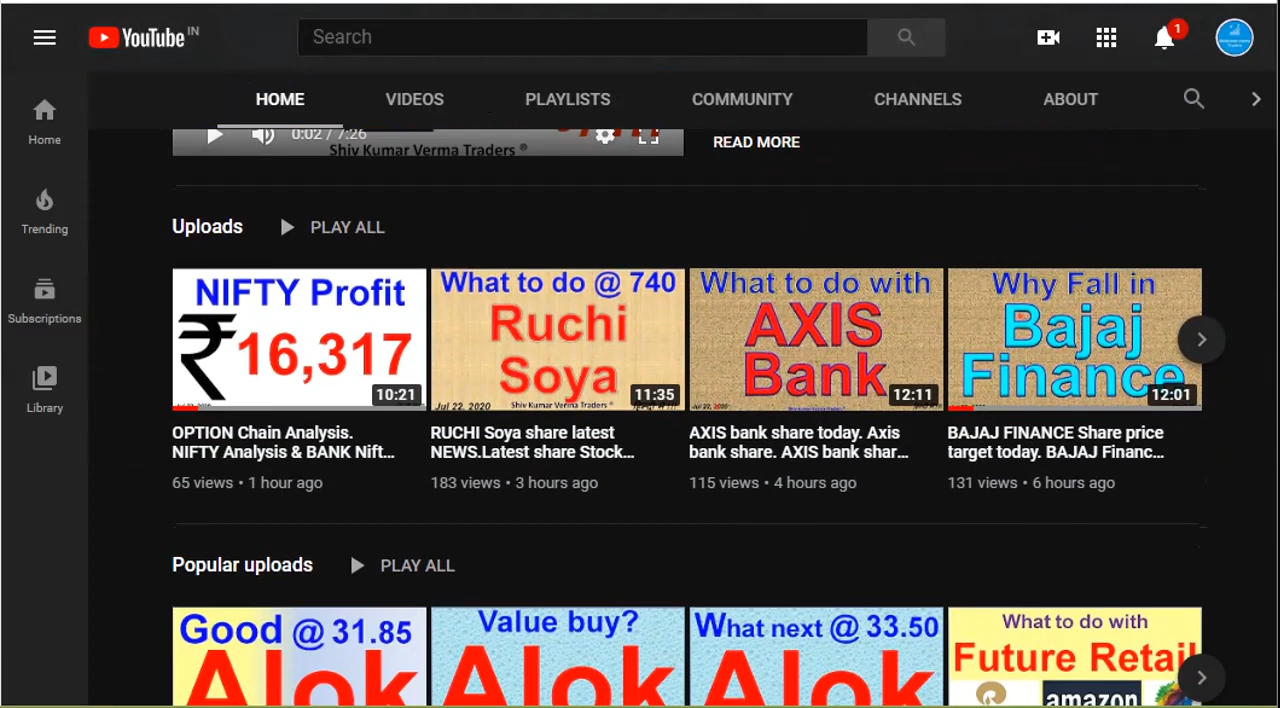 YouTube IN
Search
1
HOME VIDEOS PLAYLISTS COMMUNITY CHANNELS ABOUT
Home
Trending
Subscriptions
Library
0:02 / 7:26
Shiv Kumar Verma Traders ®
READ MORE
Uploads PLAY ALL
NIFTY Profit
₹16,317
10:21
OPTION Chain Analysis.
NIFTY Analysis & BANK Nift...
65 views • 1 hour ago
What to do @ 740
Ruchi
Soya
11:35
Jul 22, 2020 Shiv Kumar Verma Traders ®
RUCHI Soya share latest
NEWS.Latest share Stock...
183 views • 3 hours ago
What to do with
AXIS
Bank
12:11
AXIS bank share today. Axis
bank share. AXIS bank shar...
115 views • 4 hours ago
Why Fall in
Bajaj
Finance
12:01
BAJAJ FINANCE Share price
target today. BAJAJ Financ...
131 views • 6 hours ago
Popular uploads PLAY ALL
Good @ 31.85
Alok
Value buy?
Alok
What next @ 33.50
Alok
What to do with
Future Retail
amazon